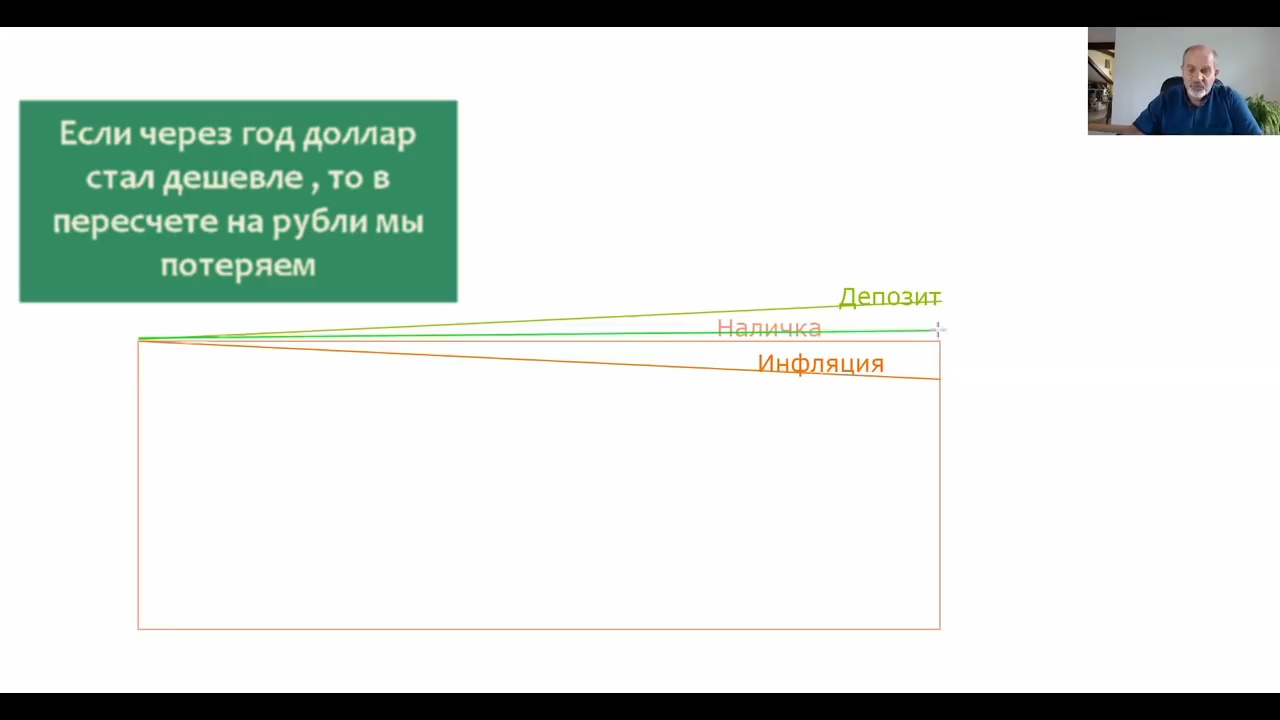 Если через год доллар
стал дешевле , то в
пересчете на рубли мы
потеряем
Депозит
Наличка
Инфляция